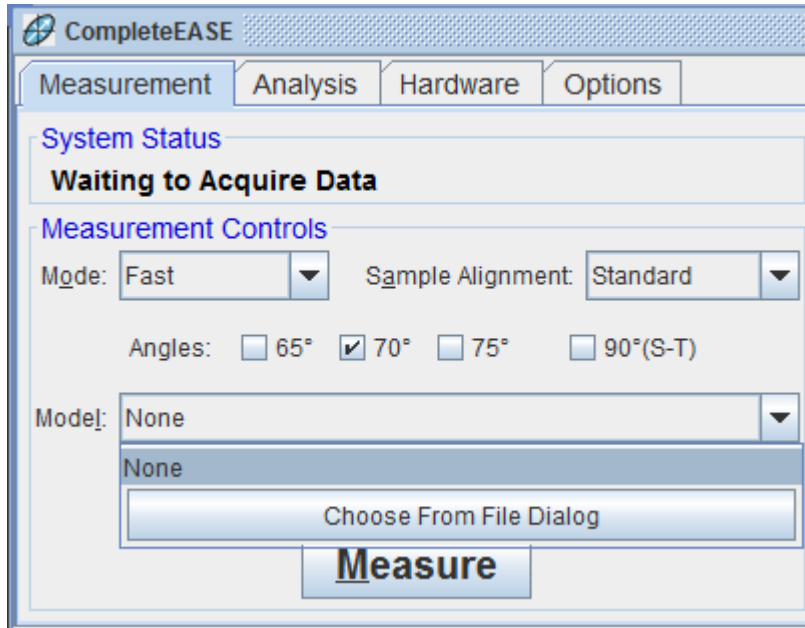 CompleteEASE
Measurement Analysis Hardware Options
System Status
Waiting to Acquire Data
Measurement Controls
Mode: Fast Sample Alignment: Standard
Angles: 65° 70° 75° 90°(S-T)
Model: None
None
Choose From File Dialog
Measure